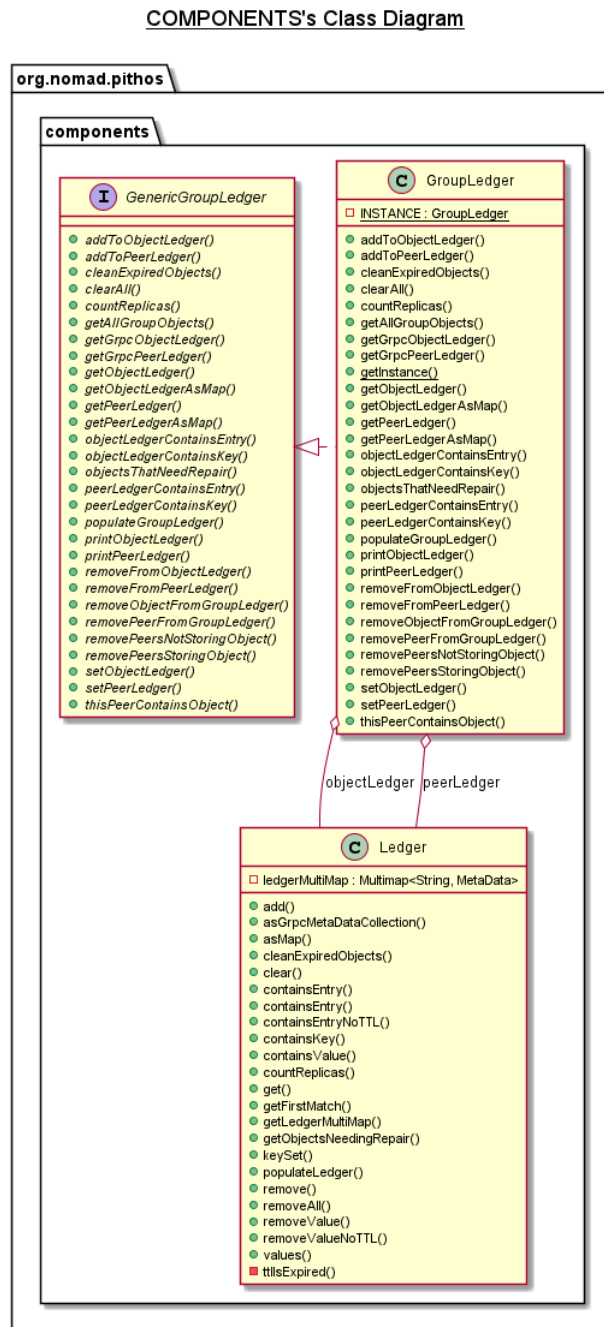 COMPONENTS's Class Diagram
org.nomad.pithos
components
I GenericGroupLedger
addToObjectLedger()
addToPeerLedger()
cleanExpiredObjects()
clearAll()
countReplicas()
getAllGroupObjects()
getGrpcObjectLedger()
getGrpcPeerLedger()
getObjectLedger()
getObjectLedgerAsMap()
getPeerLedger()
getPeerLedgerAsMap()
objectLedgerContainsEntry()
objectLedgerContainsKey()
objectsThatNeedRepair()
peerLedgerContainsEntry()
peerLedgerContainsKey()
populateGroupLedger()
printObjectLedger()
printPeerLedger()
removeFromObjectLedger()
removeFromPeerLedger()
removeObjectFromGroupLedger()
removePeerFromGroupLedger()
removePeersNotStoringObject()
removePeersStoringObject()
setObjectLedger()
setPeerLedger()
thisPeerContainsObject()
C GroupLedger
INSTANCE : GroupLedger
addToObjectLedger()
addToPeerLedger()
cleanExpiredObjects()
clearAll()
countReplicas()
getAllGroupObjects()
getGrpcObjectLedger()
getGrpcPeerLedger()
getInstance()
getObjectLedger()
getObjectLedgerAsMap()
getPeerLedger()
getPeerLedgerAsMap()
objectLedgerContainsEntry()
objectLedgerContainsKey()
objectsThatNeedRepair()
peerLedgerContainsEntry()
peerLedgerContainsKey()
populateGroupLedger()
printObjectLedger()
printPeerLedger()
removeFromObjectLedger()
removeFromPeerLedger()
removeObjectFromGroupLedger()
removePeerFromGroupLedger()
removePeersNotStoringObject()
removePeersStoringObject()
setObjectLedger()
setPeerLedger()
thisPeerContainsObject()
objectLedger
peerLedger
C Ledger
ledgerMultiMap : Multimap<String, MetaData>
add()
asGrpcMetaDataCollection()
asMap()
cleanExpiredObjects()
clear()
containsEntry()
containsEntry()
containsEntryNoTTL()
containsKey()
containsValue()
countReplicas()
get()
getFirstMatch()
getLedgerMultiMap()
getObjectsNeedingRepair()
keySet()
populateLedger()
remove()
removeAll()
removeValue()
removeValueNoTTL()
values()
ttlIsExpired()